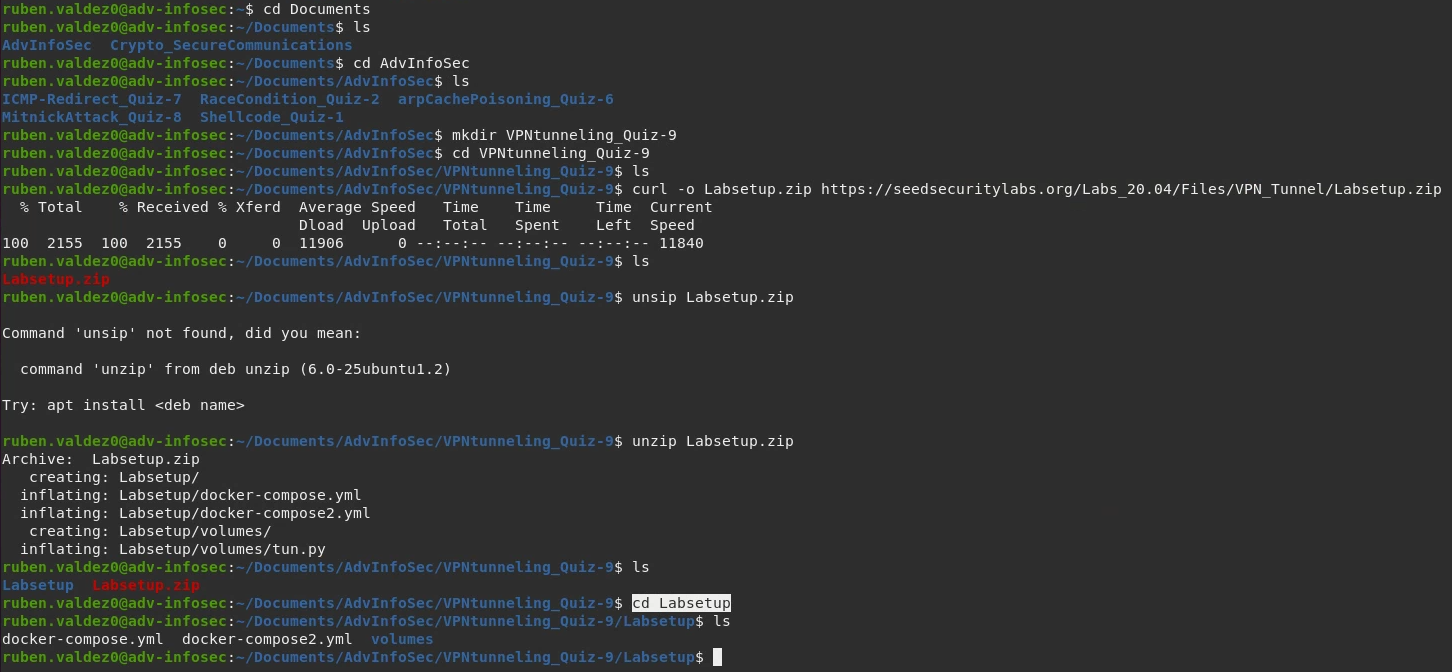 ruben.valdez0@adv-infosec:~$ cd Documents
ruben.valdez0@adv-infosec:~/Documents$ ls
AdvInfoSec  Crypto_SecureCommunications
ruben.valdez0@adv-infosec:~/Documents$ cd AdvInfoSec
ruben.valdez0@adv-infosec:~/Documents/AdvInfoSec$ ls
ICMP-Redirect_Quiz-7  RaceCondition_Quiz-2  arpCachePoisoning_Quiz-6
MitnickAttack_Quiz-8  Shellcode_Quiz-1
ruben.valdez0@adv-infosec:~/Documents/AdvInfoSec$ mkdir VPNtunneling_Quiz-9
ruben.valdez0@adv-infosec:~/Documents/AdvInfoSec$ cd VPNtunneling_Quiz-9
ruben.valdez0@adv-infosec:~/Documents/AdvInfoSec/VPNtunneling_Quiz-9$ ls
ruben.valdez0@adv-infosec:~/Documents/AdvInfoSec/VPNtunneling_Quiz-9$ curl -o Labsetup.zip https://seedsecuritylabs.org/Labs_20.04/Files/VPN_Tunnel/Labsetup.zip
  % Total    % Received % Xferd  Average Speed   Time    Time     Time  Current
                                 Dload  Upload   Total   Spent    Left  Speed
100  2155  100  2155    0     0  11906      0 --:--:-- --:--:-- --:--:-- 11840
ruben.valdez0@adv-infosec:~/Documents/AdvInfoSec/VPNtunneling_Quiz-9$ ls
Labsetup.zip
ruben.valdez0@adv-infosec:~/Documents/AdvInfoSec/VPNtunneling_Quiz-9$ unsip Labsetup.zip
Command 'unsip' not found, did you mean:
  command 'unzip' from deb unzip (6.0-25ubuntu1.2)
Try: apt install <deb name>
ruben.valdez0@adv-infosec:~/Documents/AdvInfoSec/VPNtunneling_Quiz-9$ unzip Labsetup.zip
Archive:  Labsetup.zip
   creating: Labsetup/
  inflating: Labsetup/docker-compose.yml
  inflating: Labsetup/docker-compose2.yml
   creating: Labsetup/volumes/
  inflating: Labsetup/volumes/tun.py
ruben.valdez0@adv-infosec:~/Documents/AdvInfoSec/VPNtunneling_Quiz-9$ ls
Labsetup  Labsetup.zip
ruben.valdez0@adv-infosec:~/Documents/AdvInfoSec/VPNtunneling_Quiz-9$ cd Labsetup
ruben.valdez0@adv-infosec:~/Documents/AdvInfoSec/VPNtunneling_Quiz-9/Labsetup$ ls
docker-compose.yml  docker-compose2.yml  volumes
ruben.valdez0@adv-infosec:~/Documents/AdvInfoSec/VPNtunneling_Quiz-9/Labsetup$